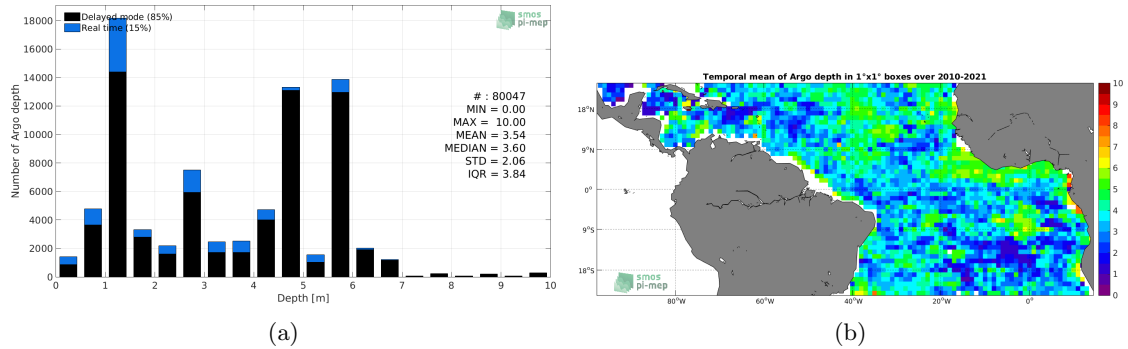 Delayed mode (85%)
Real time (15%)
smos
pi-mep
18000
16000
14000
12000
10000
8000
6000
4000
2000
0
Number of Argo depth
# : 80047
MIN = 0.00
MAX = 10.00
MEAN = 3.54
MEDIAN = 3.60
STD = 2.06
IQR = 3.84
0 1 2 3 4 5 6 7 8 9 10
Depth [m]
(a)
Temporal mean of Argo depth in 1°x1° boxes over 2010-2021
18°N
9°N
0°
9°S
18°S
80°W 60°W 40°W 20°W 0°
10
9
8
7
6
5
4
3
2
1
0
smos
pi-mep
(b)